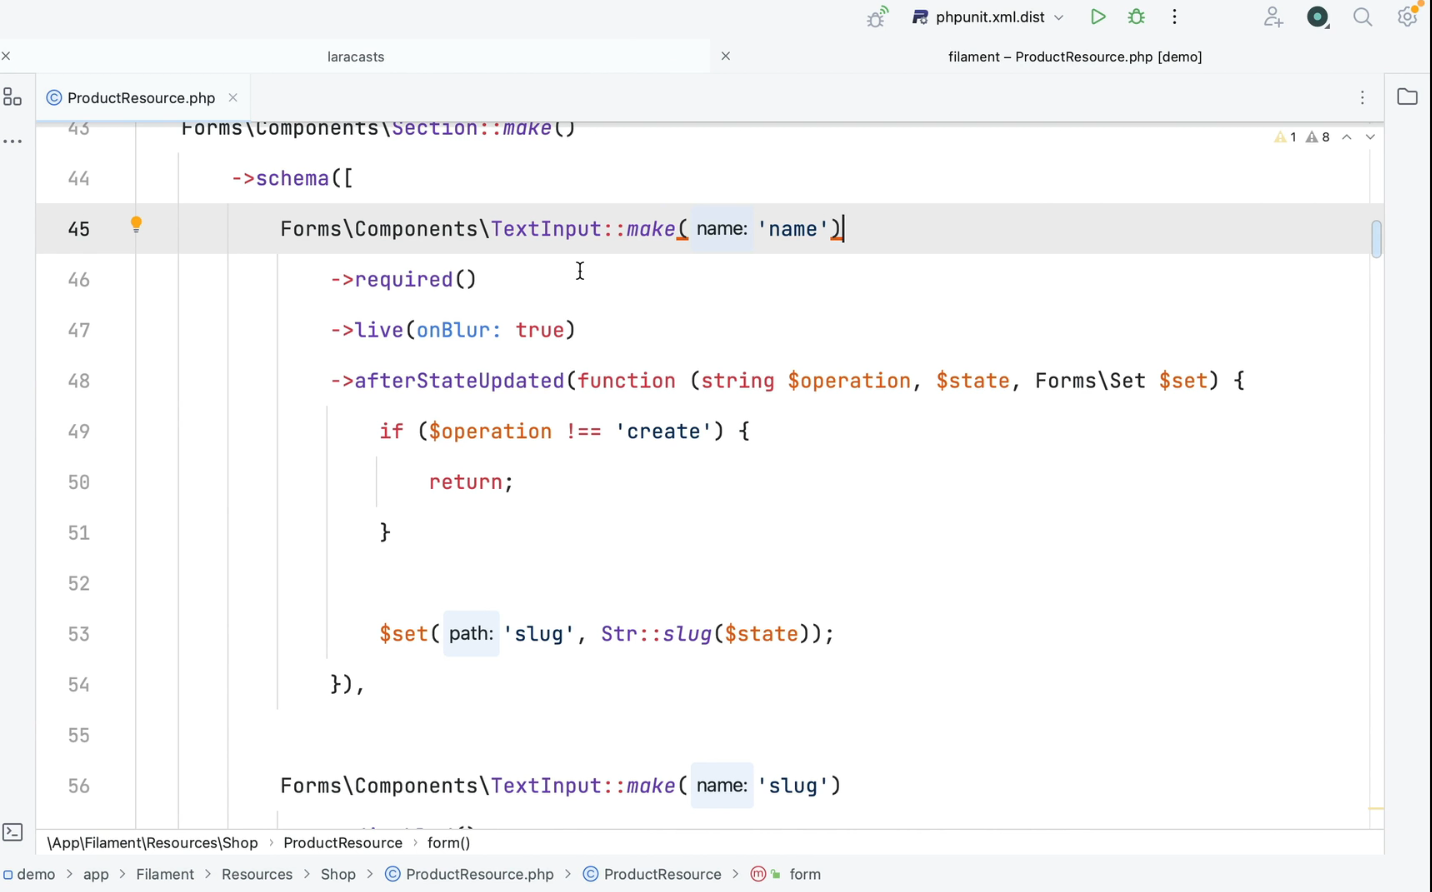 phpunit.xml.dist
laracasts
filament – ProductResource.php [demo]
ProductResource.php
1 8
43 Forms\Components\Section::make()
44 ->schema([
45 Forms\Components\TextInput::make( name: 'name')
46 ->required()
47 ->live(onBlur: true)
48 ->afterStateUpdated(function (string $operation, $state, Forms\Set $set) {
49 if ($operation !== 'create') {
50 return;
51 }
52
53 $set( path: 'slug', Str::slug($state));
54 }),
55
56 Forms\Components\TextInput::make( name: 'slug')
\App\Filament\Resources\Shop › ProductResource › form()
demo > app > Filament > Resources > Shop > ProductResource.php > ProductResource > form